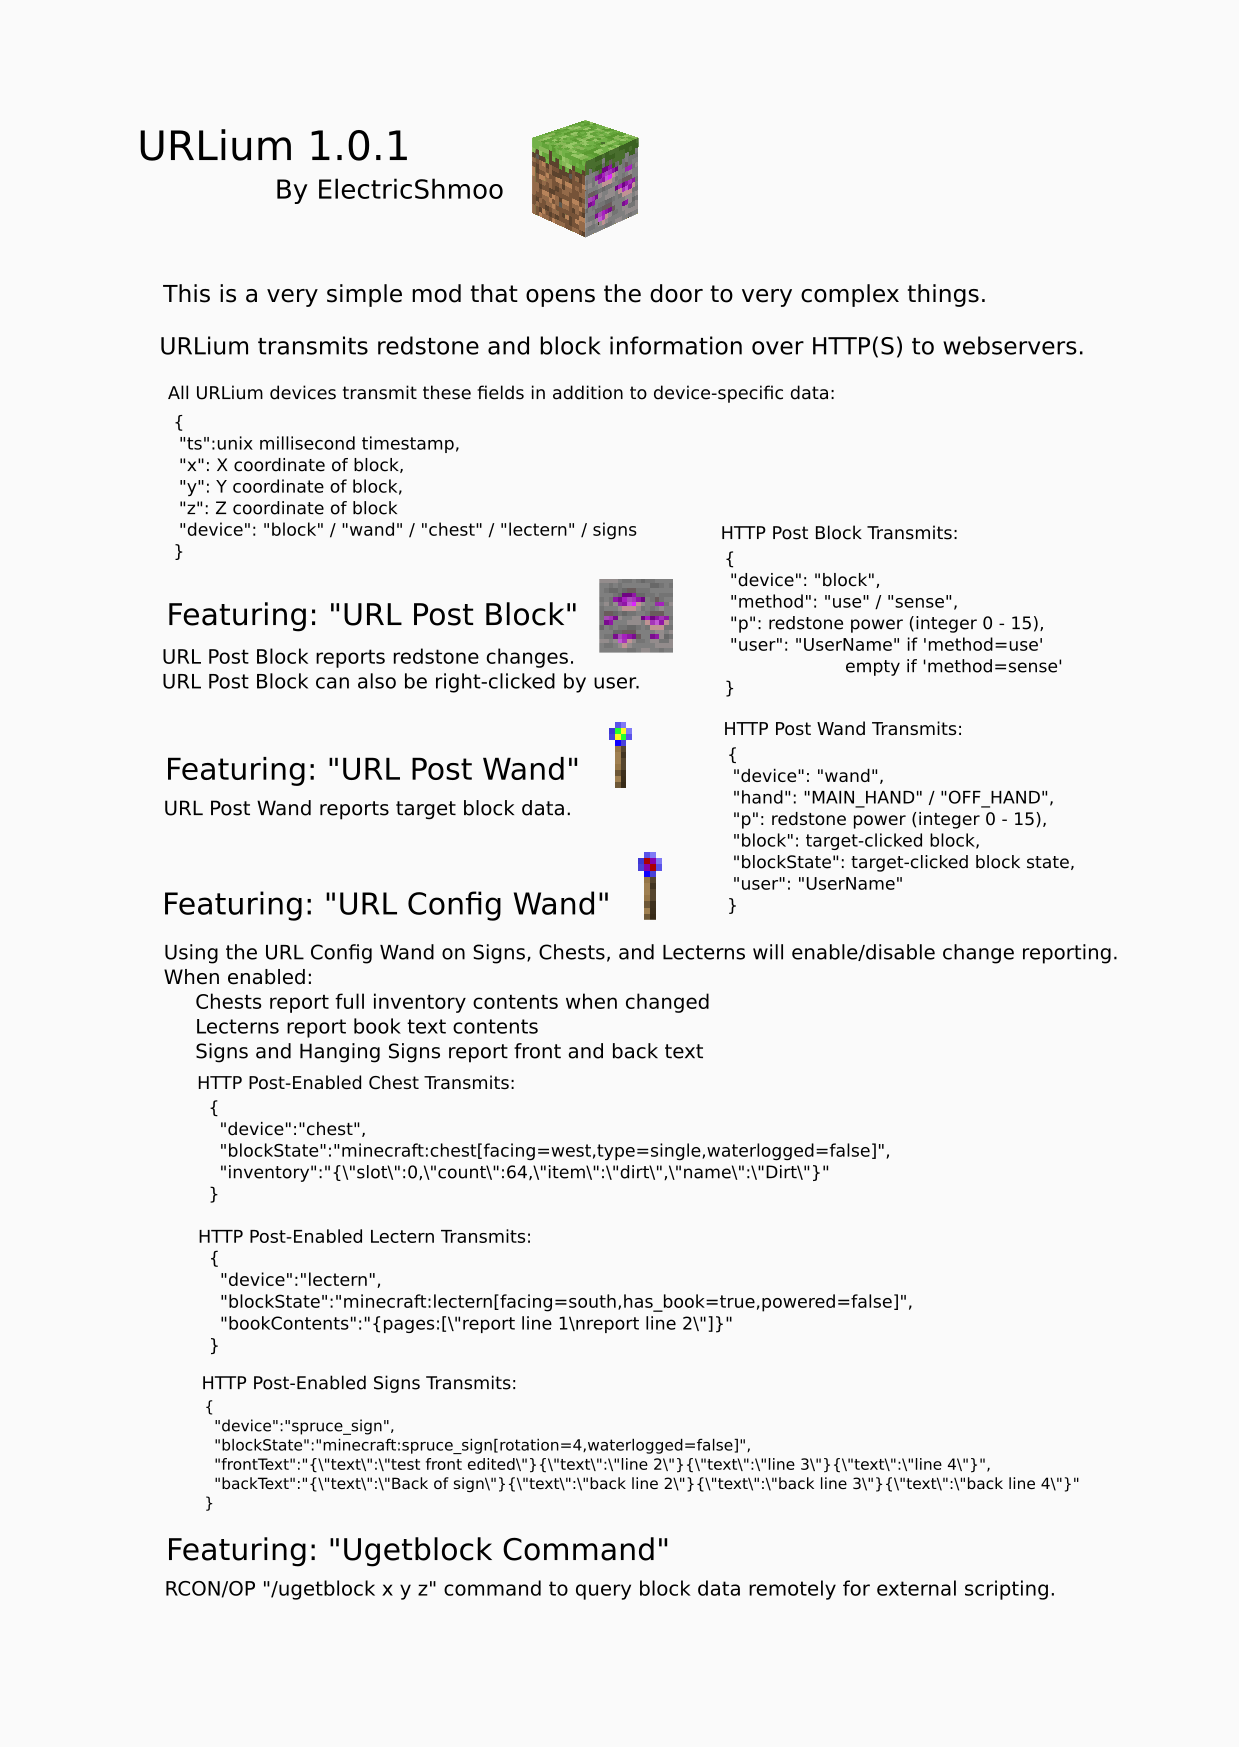 URLium 1.0.1
By ElectricShmoo
This is a very simple mod that opens the door to very complex things.
URLium transmits redstone and block information over HTTP(S) to webservers.
All URLium devices transmit these fields in addition to device-specific data:
{
"ts":unix millisecond timestamp,
"x": X coordinate of block,
"y": Y coordinate of block,
"z": Z coordinate of block
"device": "block" / "wand" / "chest" / "lectern" / signs
}
Featuring: "URL Post Block"
URL Post Block reports redstone changes.
URL Post Block can also be right-clicked by user.
HTTP Post Block Transmits:
{
"device": "block",
"method": "use" / "sense",
"p": redstone power (integer 0 - 15),
"user": "UserName" if 'method=use'
empty if 'method=sense'
}
Featuring: "URL Post Wand"
URL Post Wand reports target block data.
HTTP Post Wand Transmits:
{
"device": "wand",
"hand": "MAIN_HAND" / "OFF_HAND",
"p": redstone power (integer 0 - 15),
"block": target-clicked block,
"blockState": target-clicked block state,
"user": "UserName"
}
Featuring: "URL Config Wand"
Using the URL Config Wand on Signs, Chests, and Lecterns will enable/disable change reporting.
When enabled:
Chests report full inventory contents when changed
Lecterns report book text contents
Signs and Hanging Signs report front and back text
HTTP Post-Enabled Chest Transmits:
{
"device":"chest",
"blockState":"minecraft:chest[facing=west,type=single,waterlogged=false]",
"inventory":"{\"slot\":0,\"count\":64,\"item\":\"dirt\",\"name\":\"Dirt\"}"
}
HTTP Post-Enabled Lectern Transmits:
{
"device":"lectern",
"blockState":"minecraft:lectern[facing=south,has_book=true,powered=false]",
"bookContents":"{pages:[\"report line 1\nreport line 2\"]}"
}
HTTP Post-Enabled Signs Transmits:
{
"device":"spruce_sign",
"blockState":"minecraft:spruce_sign[rotation=4,waterlogged=false]",
"frontText":"{\"text\":\"test front edited\"}{\"text\":\"line 2\"}{\"text\":\"line 3\"}{\"text\":\"line 4\"}",
"backText":"{\"text\":\"Back of sign\"}{\"text\":\"back line 2\"}{\"text\":\"back line 3\"}{\"text\":\"back line 4\"}"
}
Featuring: "Ugetblock Command"
RCON/OP "/ugetblock x y z" command to query block data remotely for external scripting.